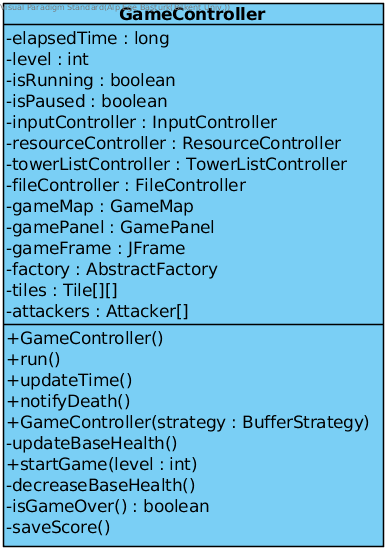 Visual Paradigm Standard(Alp
GameController
-elapsedTime : long
-level : int
-isRunning : boolean
-isPaused : boolean
-inputController : InputController
-resourceController : ResourceController
-towerListController : TowerListController
-fileController : FileController
-gameMap : GameMap
-gamePanel : GamePanel
-gameFrame : JFrame
-factory : AbstractFactory
-tiles : Tile[][]
-attackers : Attacker[]
+GameController()
+run()
+updateTime()
+notifyDeath()
+GameController(strategy : BufferStrategy)
-updateBaseHealth()
+startGame(level : int)
-decreaseBaseHealth()
-isGameOver() : boolean
-saveScore()